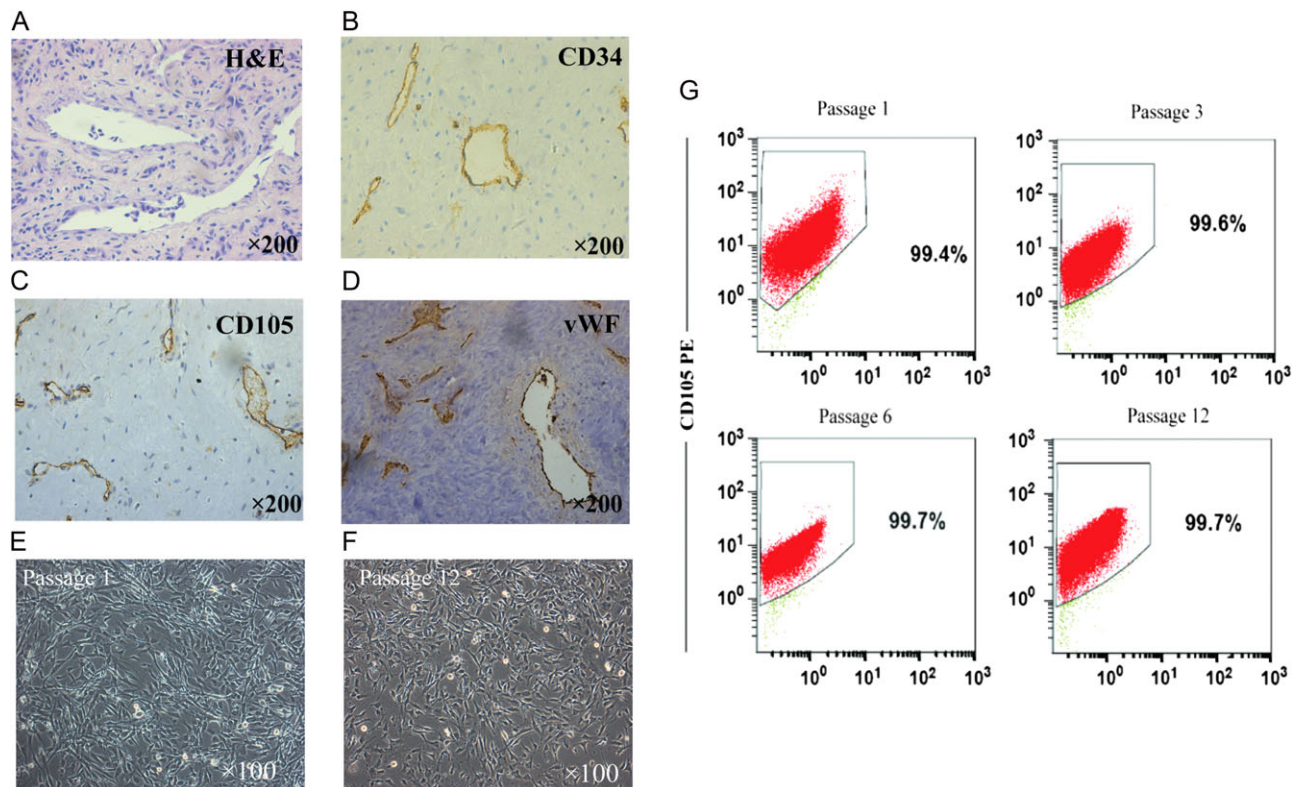 A
H&E
×200
B
CD34
×200
C
CD105
×200
D
vWF
×200
E
Passage 1
×100
F
Passage 12
×100
G
CD105 PE
Passage 1
10³
10²
10¹
10⁰
99.4%
10⁰ 10¹ 10² 10³
Passage 3
10³
10²
10¹
10⁰
99.6%
10⁰ 10¹ 10² 10³
Passage 6
10³
10²
10¹
10⁰
99.7%
10⁰ 10¹ 10² 10³
Passage 12
10³
10²
10¹
10⁰
99.7%
10⁰ 10¹ 10² 10³